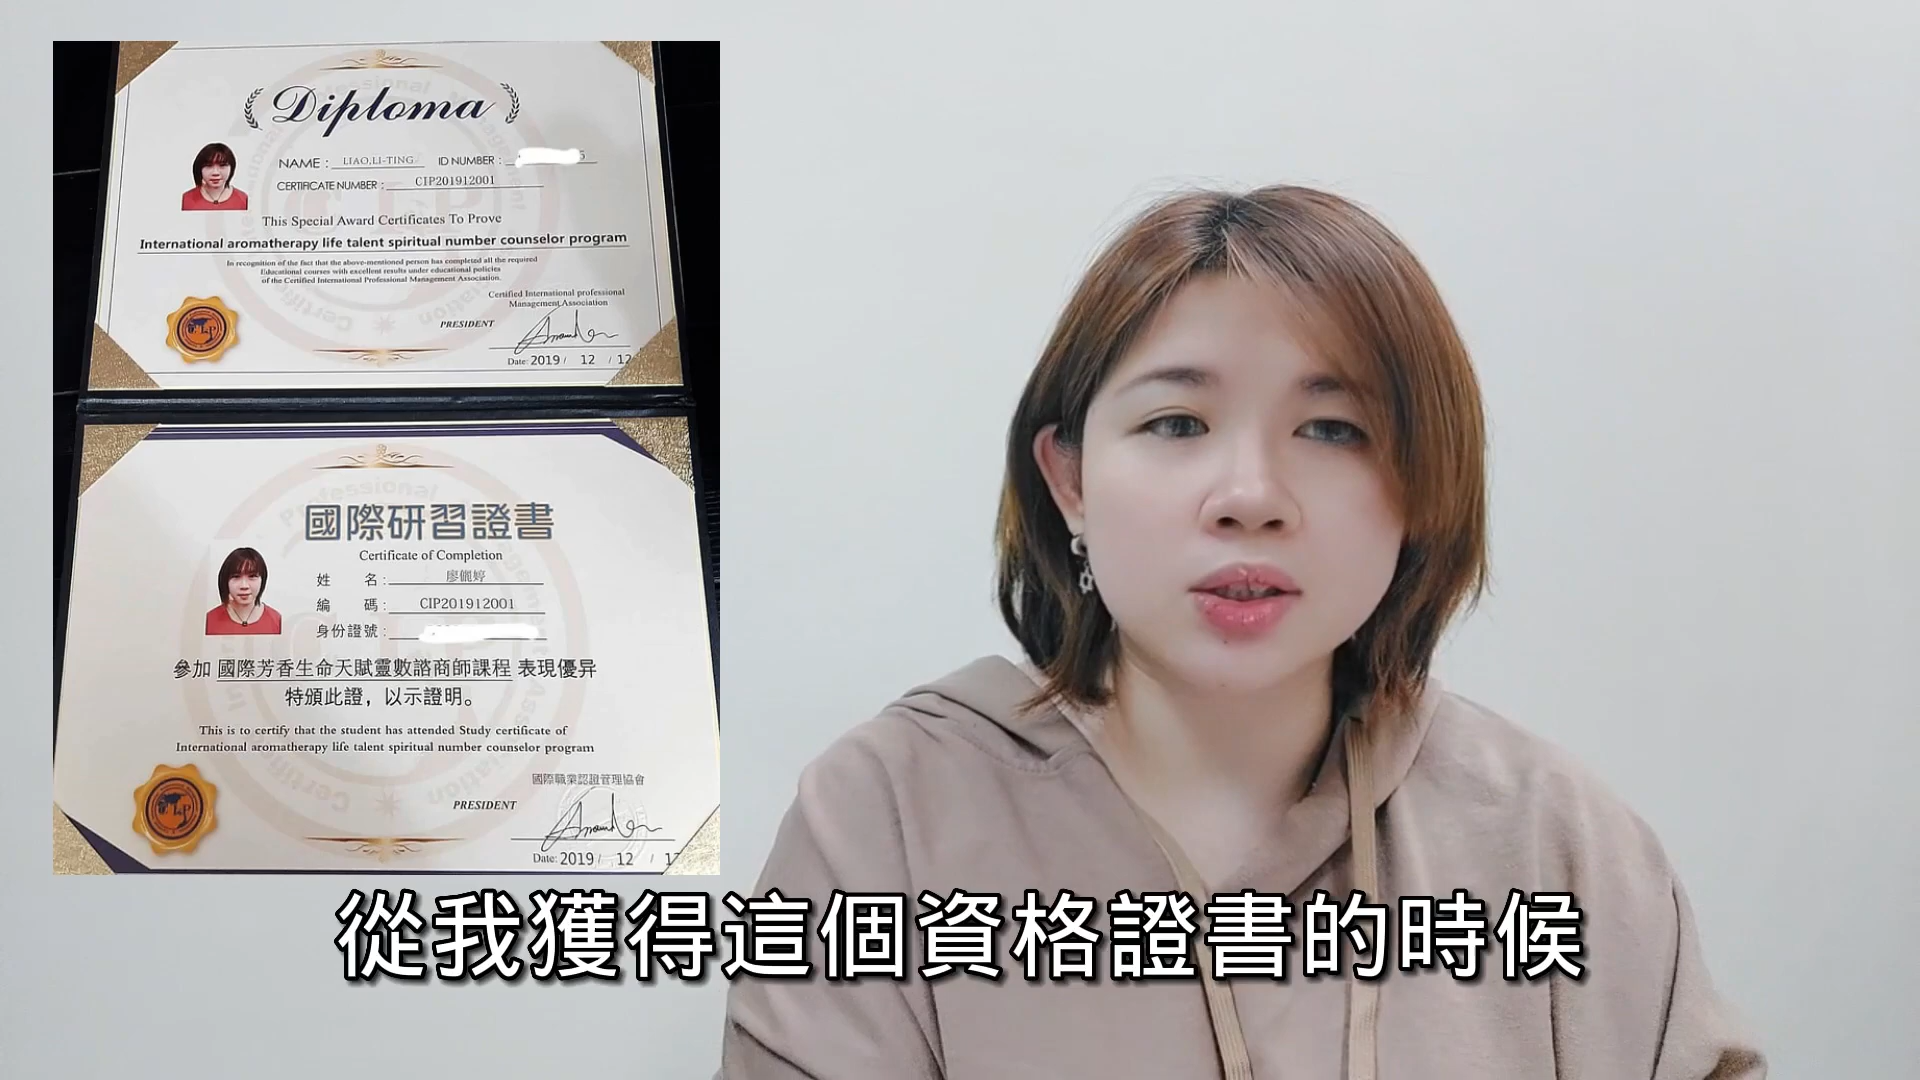 Diploma
NAME : LIAO,LI-TING ID NUMBER : 5
CERTIFICATE NUMBER : CIP201912001
This Special Award Certificates To Prove
International aromatherapy life talent spiritual number counselor program
In recognition of the fact that the above-mentioned person has completed all the required
Educational courses with excellent results under educational policies
of the Certified International Professional Management Association.
Certified International professional
Management Association
PRESIDENT
Date: 2019 / 12 / 12
國際研習證書
Certificate of Completion
姓 名 : 廖儷婷
編 碼 : CIP201912001
身份證號 :
參加 國際芳香生命天賦靈數諮商師課程 表現優异
特頒此證，以示證明。
This is to certify that the student has attended Study certificate of
International aromatherapy life talent spiritual number counselor program
國際職業認證管理協會
PRESIDENT
Date: 2019 / 12 / 1
從我獲得這個資格證書的時候